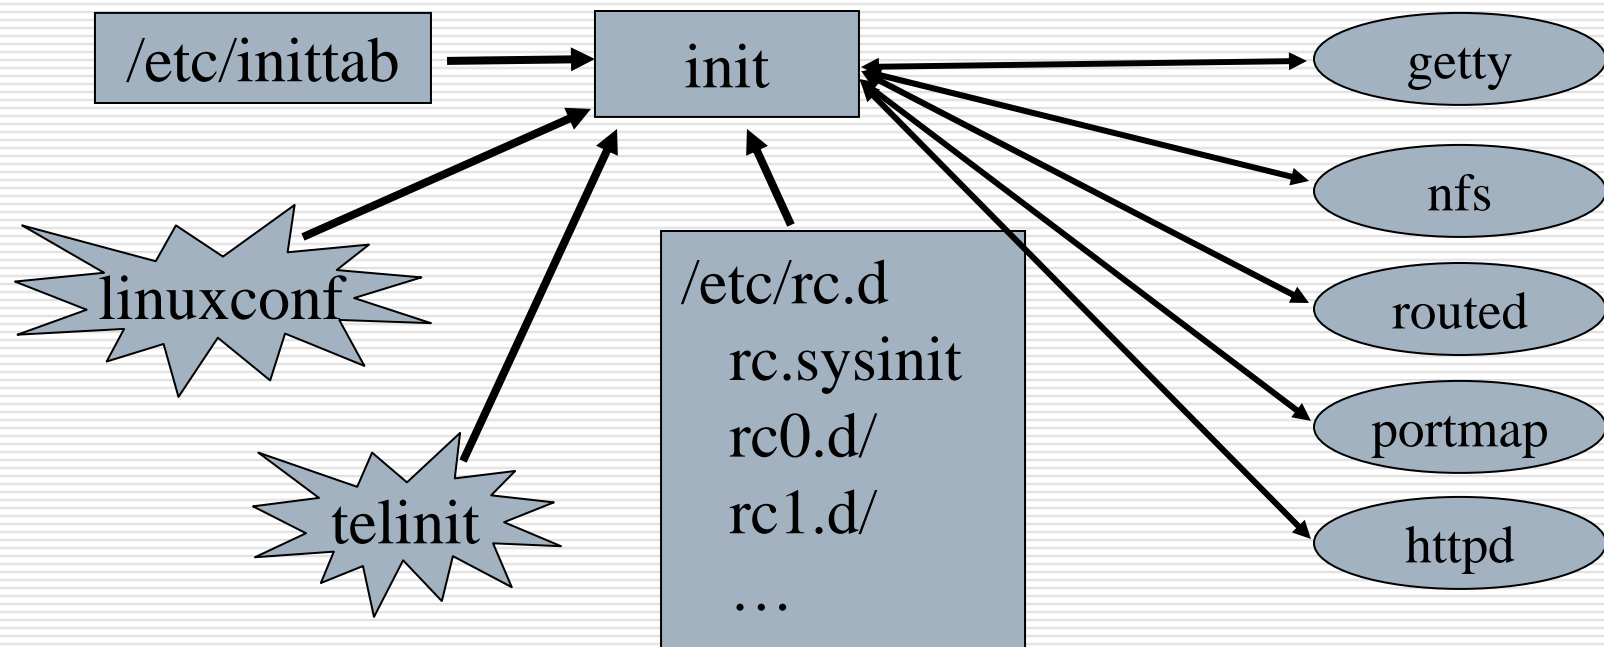 /etc/inittab
init
getty
nfs
linuxconf
/etc/rc.d
rc.sysinit
rc0.d/
rc1.d/
…
routed
portmap
telinit
httpd